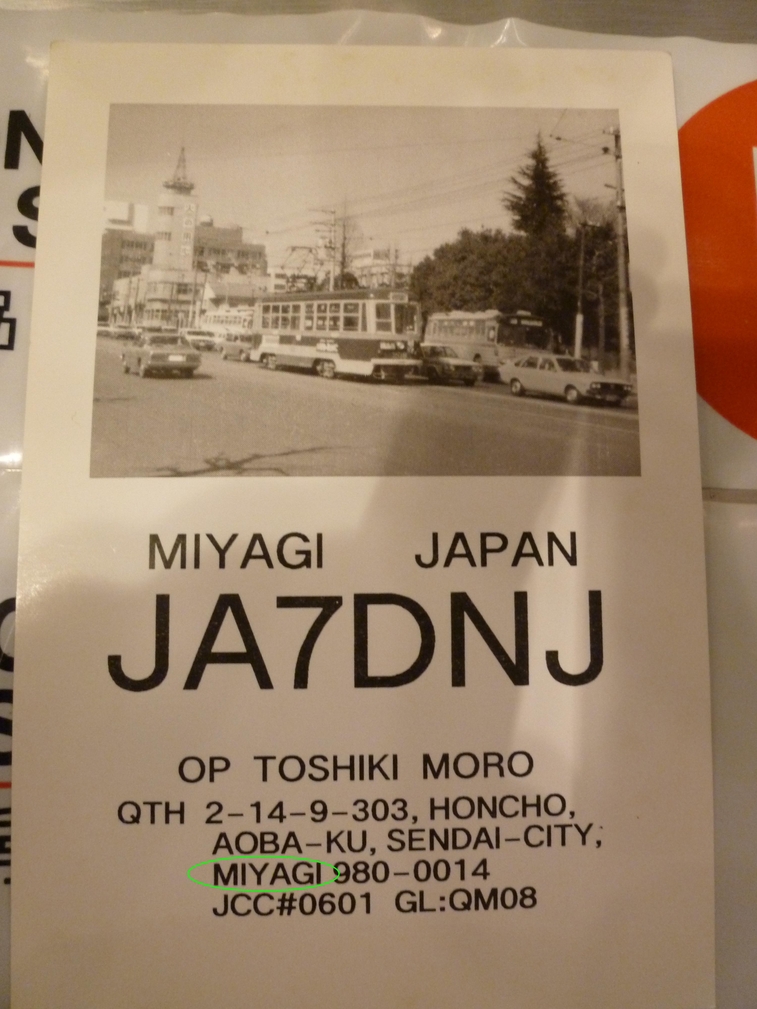 MIYAGI JAPAN
JA7DNJ
OP TOSHIKI MORO
QTH 2-14-9-303, HONCHO,
AOBA-KU, SENDAI-CITY,
MIYAGI 980-0014
JCC#0601 GL:QM08